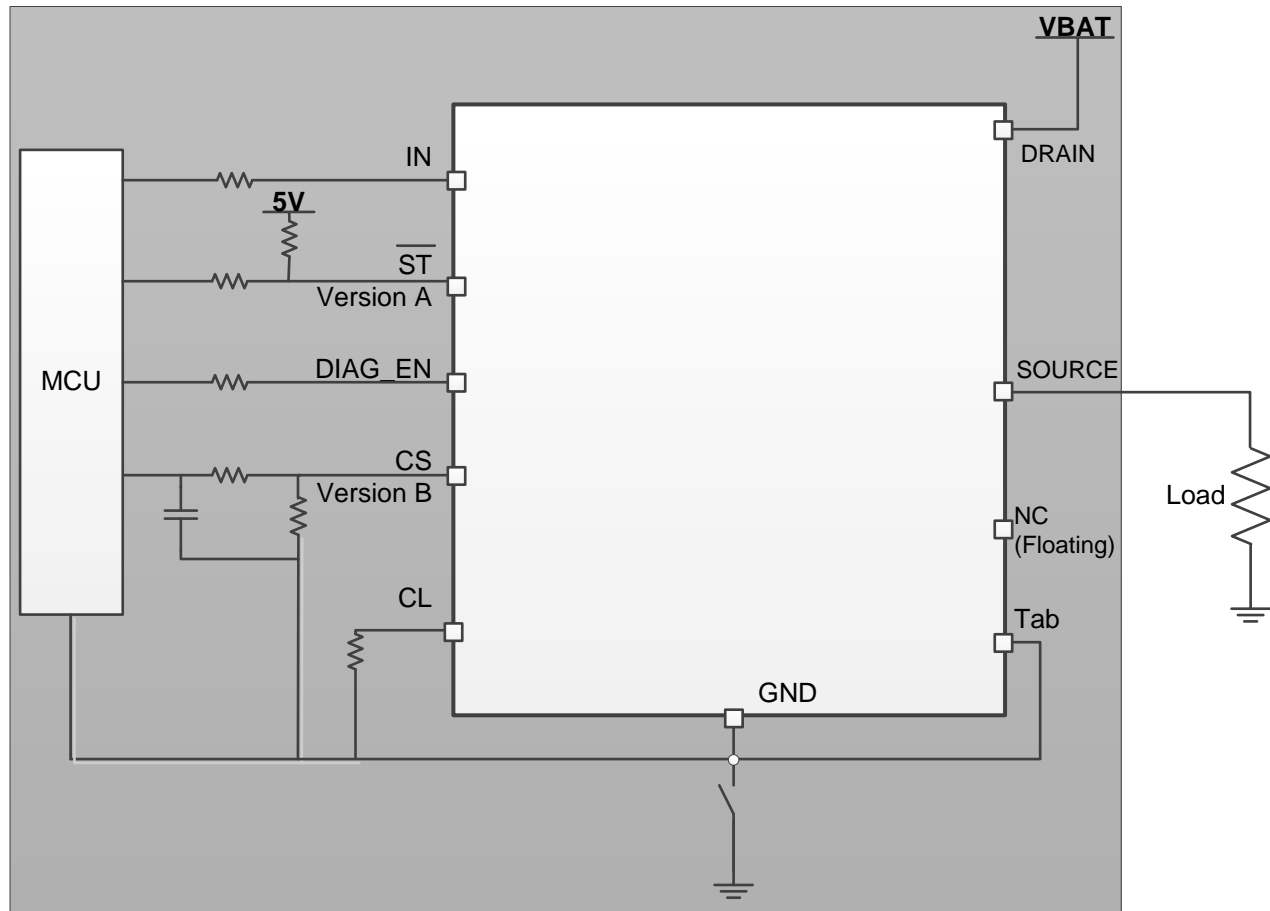 VBAT
DRAIN
IN
5V
ST
Version A
MCU
DIAG_EN
SOURCE
CS
Version B
Load
NC
(Floating)
CL
Tab
GND